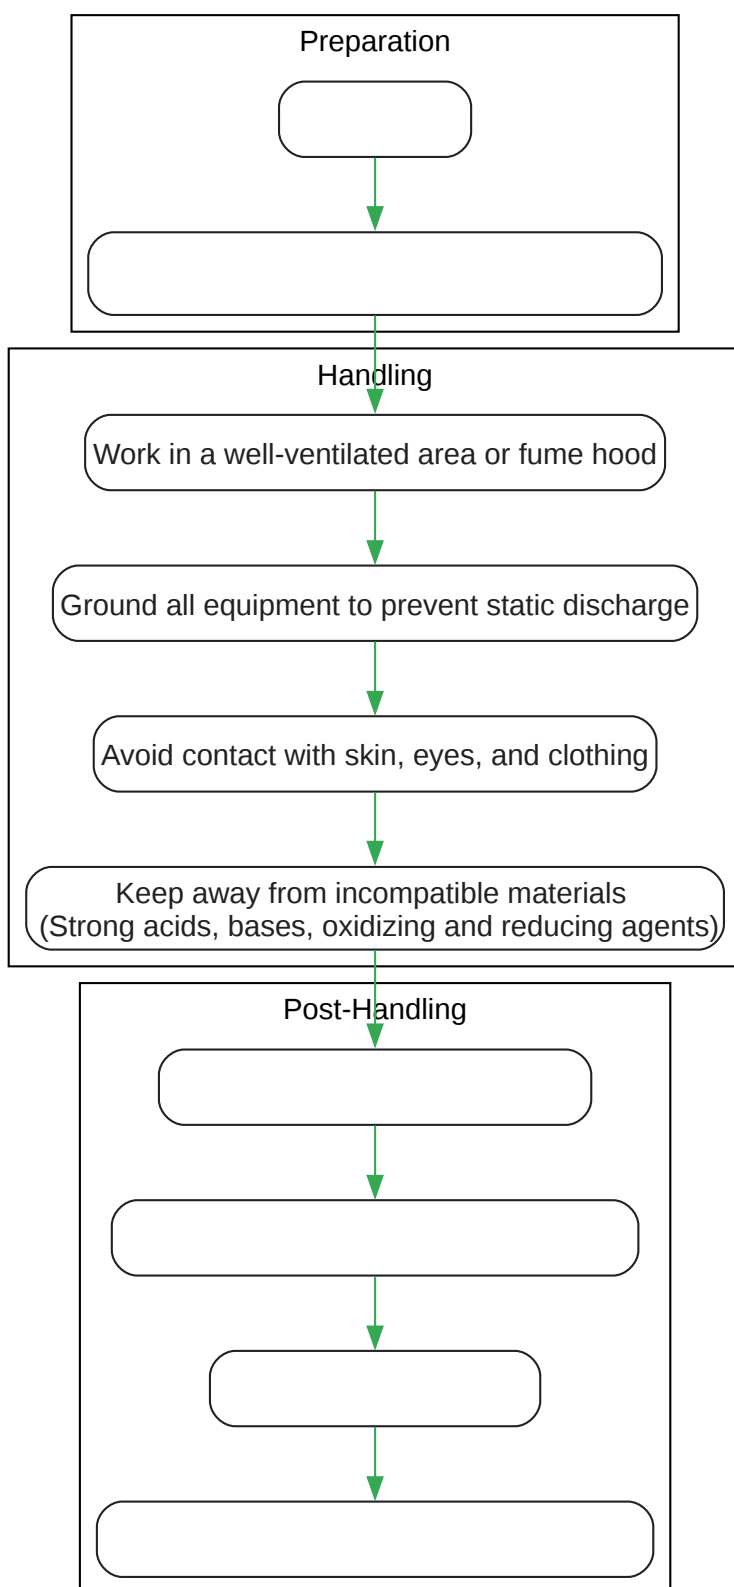 Preparation
Handling
Work in a well-ventilated area or fume hood
Ground all equipment to prevent static discharge
Avoid contact with skin, eyes, and clothing
Keep away from incompatible materials
(Strong acids, bases, oxidizing and reducing agents)
Post-Handling